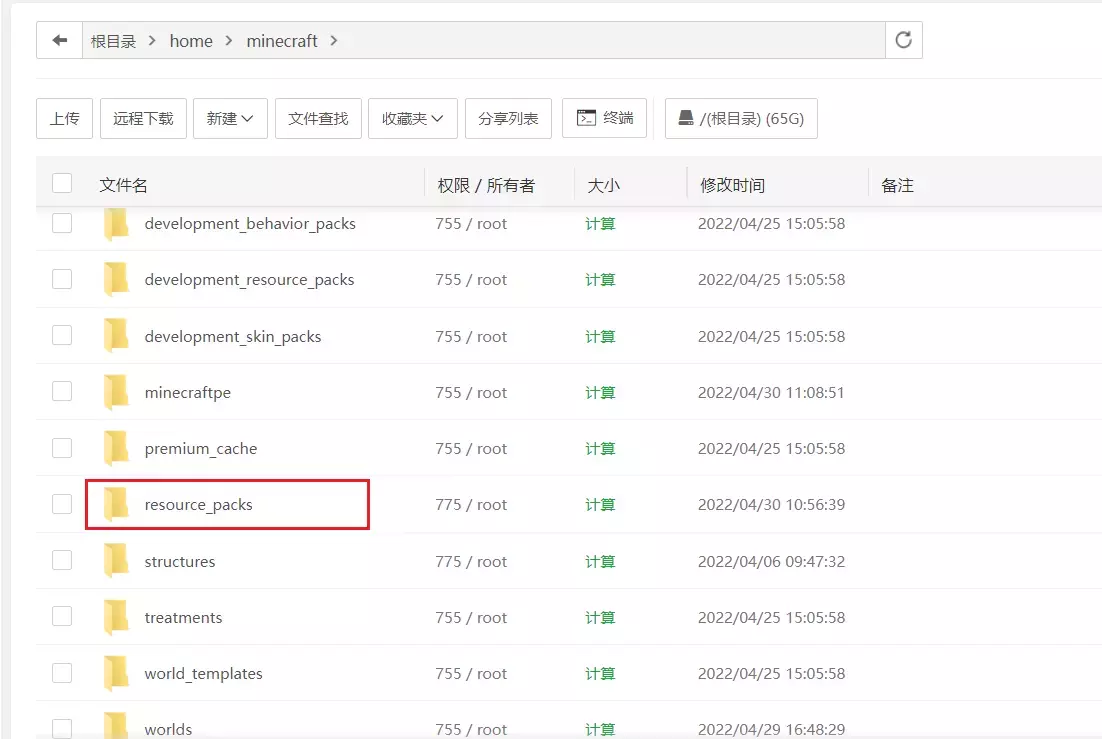 根目录 > home > minecraft >
上传 远程下载 新建 文件查找 收藏夹 分享列表 终端 /(根目录) (65G)
文件名 权限 / 所有者 大小 修改时间 备注
development_behavior_packs 755 / root 计算 2022/04/25 15:05:58
development_resource_packs 755 / root 计算 2022/04/25 15:05:58
development_skin_packs 755 / root 计算 2022/04/25 15:05:58
minecraftpe 755 / root 计算 2022/04/30 11:08:51
premium_cache 755 / root 计算 2022/04/25 15:05:58
resource_packs 775 / root 计算 2022/04/30 10:56:39
structures 775 / root 计算 2022/04/06 09:47:32
treatments 755 / root 计算 2022/04/25 15:05:58
world_templates 755 / root 计算 2022/04/25 15:05:58
worlds 755 / root 计算 2022/04/29 16:48:29